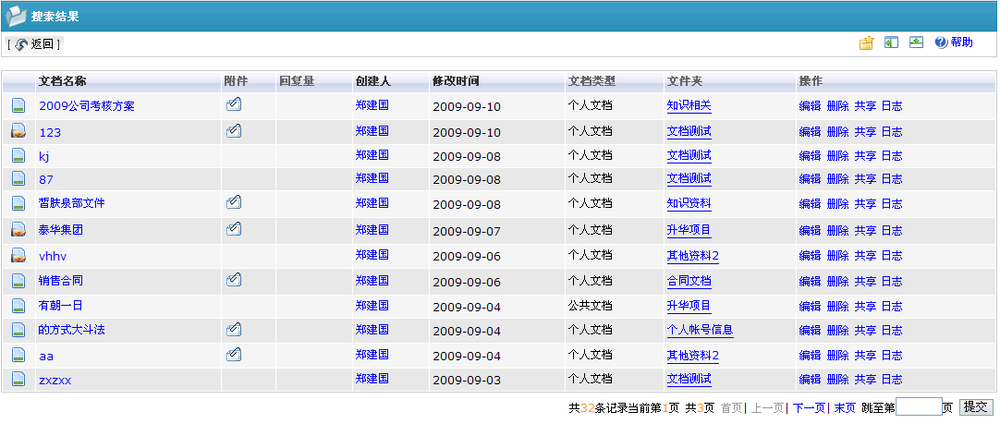 搜索结果
[ 返回 ] 帮助
文档名称 附件 回复量 创建人 修改时间 文档类型 文件夹 操作
2009公司考核方案 郑建国 2009-09-10 个人文档 知识相关 编辑 删除 共享 日志
123 郑建国 2009-09-10 个人文档 文档测试 编辑 删除 共享 日志
kj 郑建国 2009-09-08 个人文档 文档测试 编辑 删除 共享 日志
87 郑建国 2009-09-08 个人文档 文档测试 编辑 删除 共享 日志
皙肤泉部文件 郑建国 2009-09-08 个人文档 知识资料 编辑 删除 共享 日志
泰华集团 郑建国 2009-09-07 个人文档 升华项目 编辑 删除 共享 日志
vhhv 郑建国 2009-09-06 个人文档 其他资料2 编辑 删除 共享 日志
销售合同 郑建国 2009-09-06 个人文档 合同文档 编辑 删除 共享 日志
有朝一日 郑建国 2009-09-04 公共文档 升华项目 编辑 删除 共享 日志
的方式大斗法 郑建国 2009-09-04 个人文档 个人帐号信息 编辑 删除 共享 日志
aa 郑建国 2009-09-04 个人文档 其他资料2 编辑 删除 共享 日志
zxzxx 郑建国 2009-09-03 个人文档 文档测试 编辑 删除 共享 日志
共32条记录当前第1页 共3页 首页| 上一页| 下一页| 末页 跳至第 页 提交